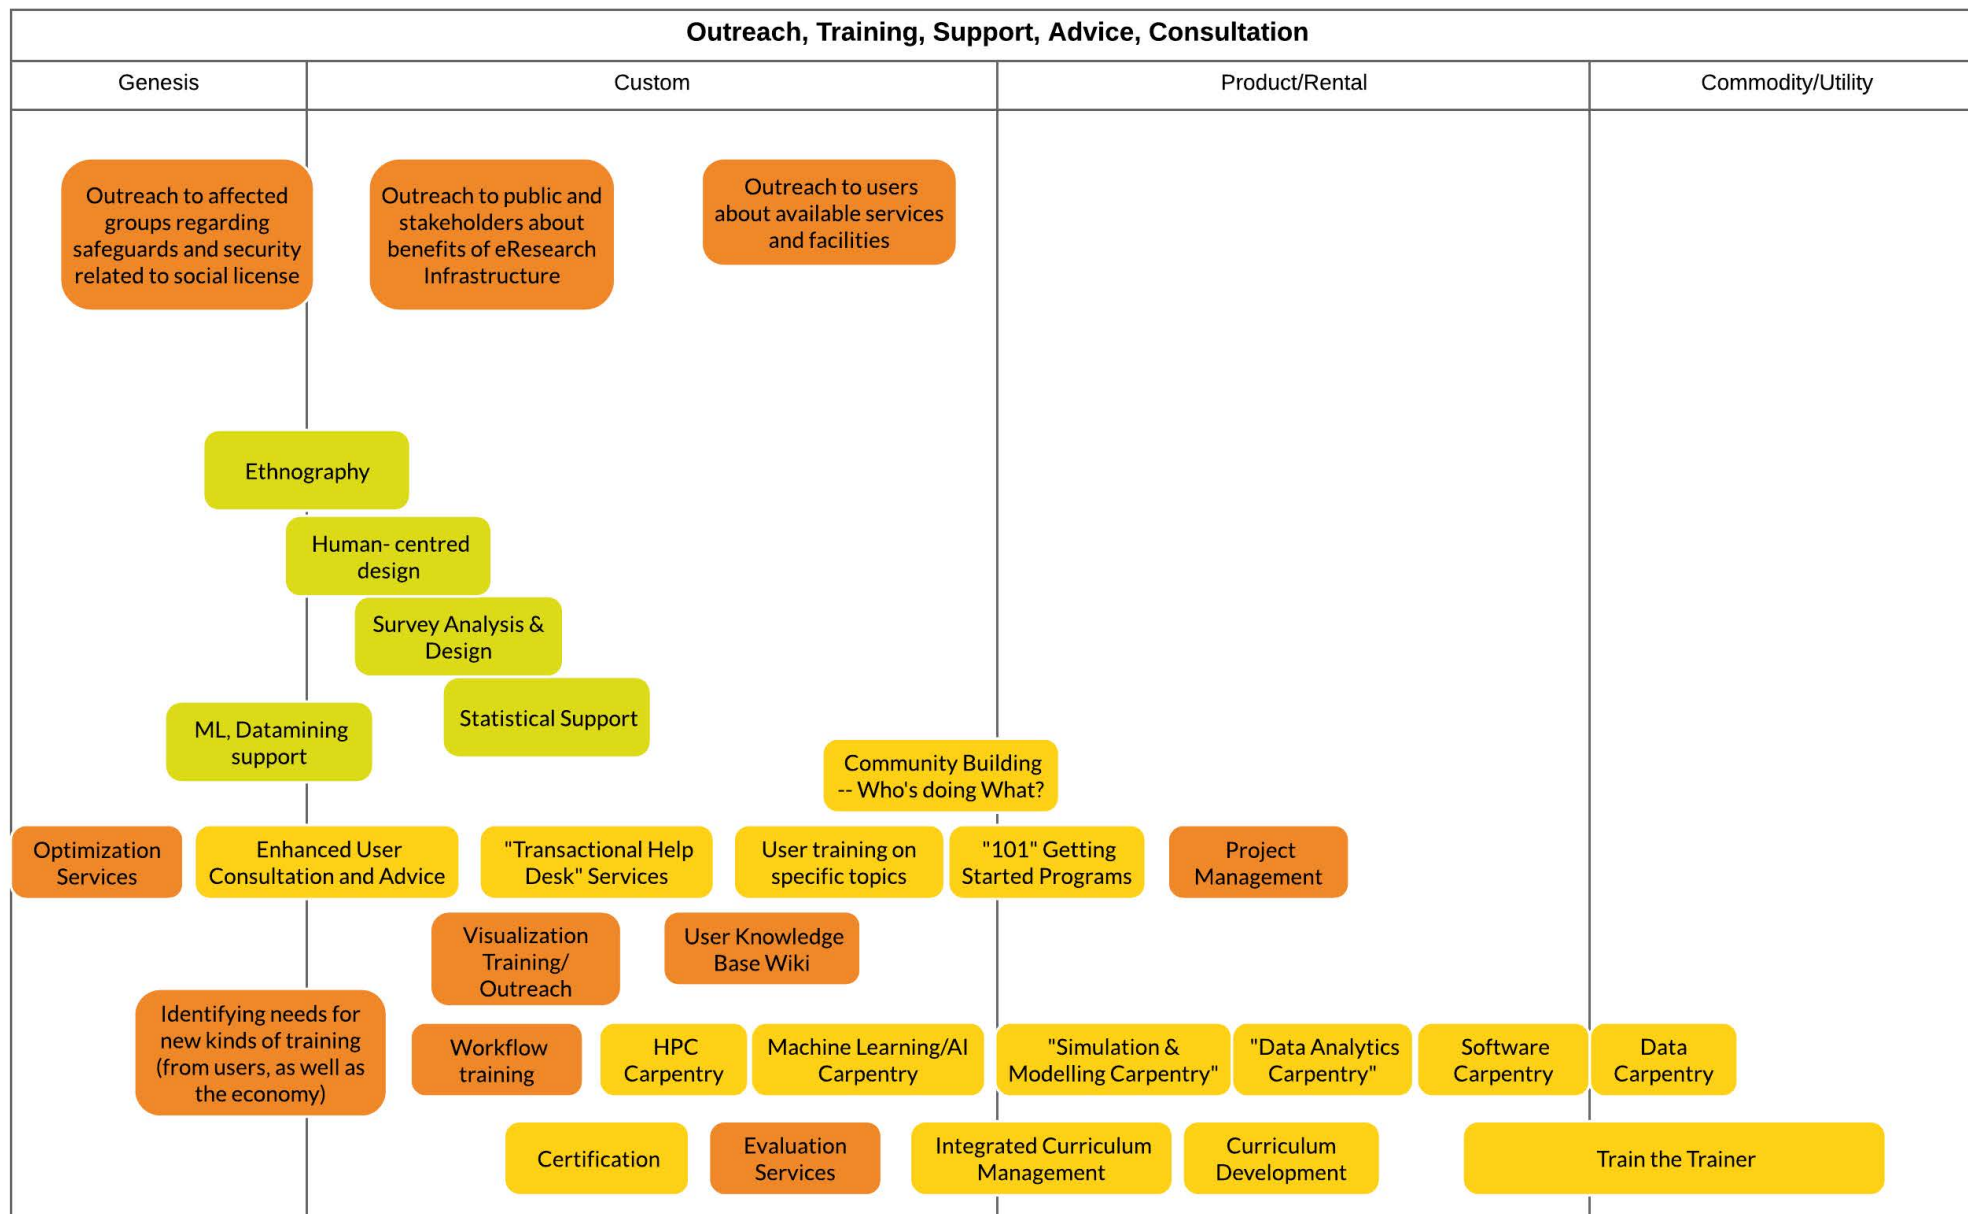 Outreach, Training, Support, Advice, Consultation
Genesis
Custom
Product/Rental
Commodity/Utility
Outreach to affected
groups regarding
safeguards and security
related to social license
Outreach to public and
stakeholders about
benefits of eResearch
Infrastructure
Outreach to users
about available services
and facilities
Ethnography
Human- centred
design
Survey Analysis &
Design
Statistical Support
ML, Datamining
support
Community Building
-- Who's doing What?
Optimization
Services
Enhanced User
Consultation and Advice
"Transactional Help
Desk" Services
User training on
specific topics
"101" Getting
Started Programs
Project
Management
Visualization
Training/
Outreach
User Knowledge
Base Wiki
Identifying needs for
new kinds of training
(from users, as well as
the economy)
Workflow
training
HPC
Carpentry
Machine Learning/AI
Carpentry
"Simulation &
Modelling Carpentry"
"Data Analytics
Carpentry"
Software
Carpentry
Data
Carpentry
Certification
Evaluation
Services
Integrated Curriculum
Management
Curriculum
Development
Train the Trainer